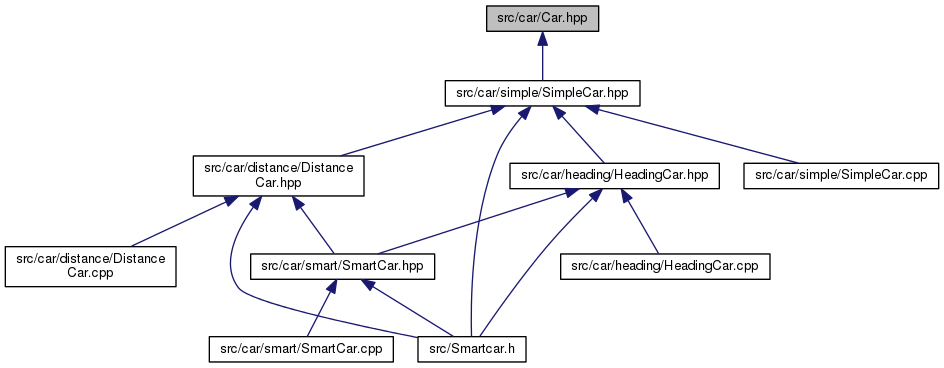 src/car/Car.hpp
src/car/simple/SimpleCar.hpp
src/car/distance/Distance
Car.hpp
src/car/heading/HeadingCar.hpp
src/car/simple/SimpleCar.cpp
src/car/distance/Distance
Car.cpp
src/car/smart/SmartCar.hpp
src/car/heading/HeadingCar.cpp
src/car/smart/SmartCar.cpp
src/Smartcar.h